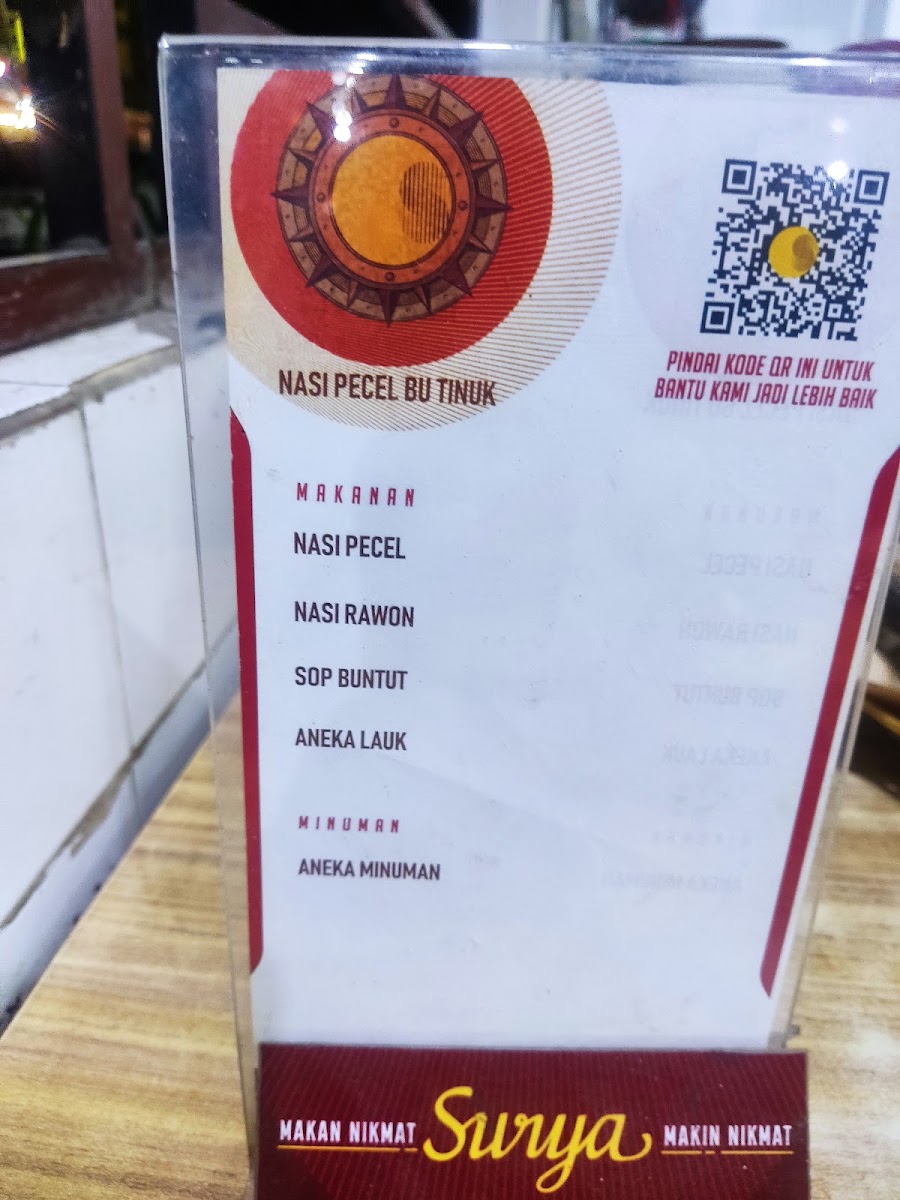 NASI PECEL BU TINUK
PINDAI KODE QR INI UNTUK
BANTU KAMI JADI LEBIH BAIK
MAKANAN
NASI PECEL
NASI RAWON
SOP BUNTUT
ANEKA LAUK
MINUMAN
ANEKA MINUMAN
MAKAN NIKMAT Surya MAKIN NIKMAT